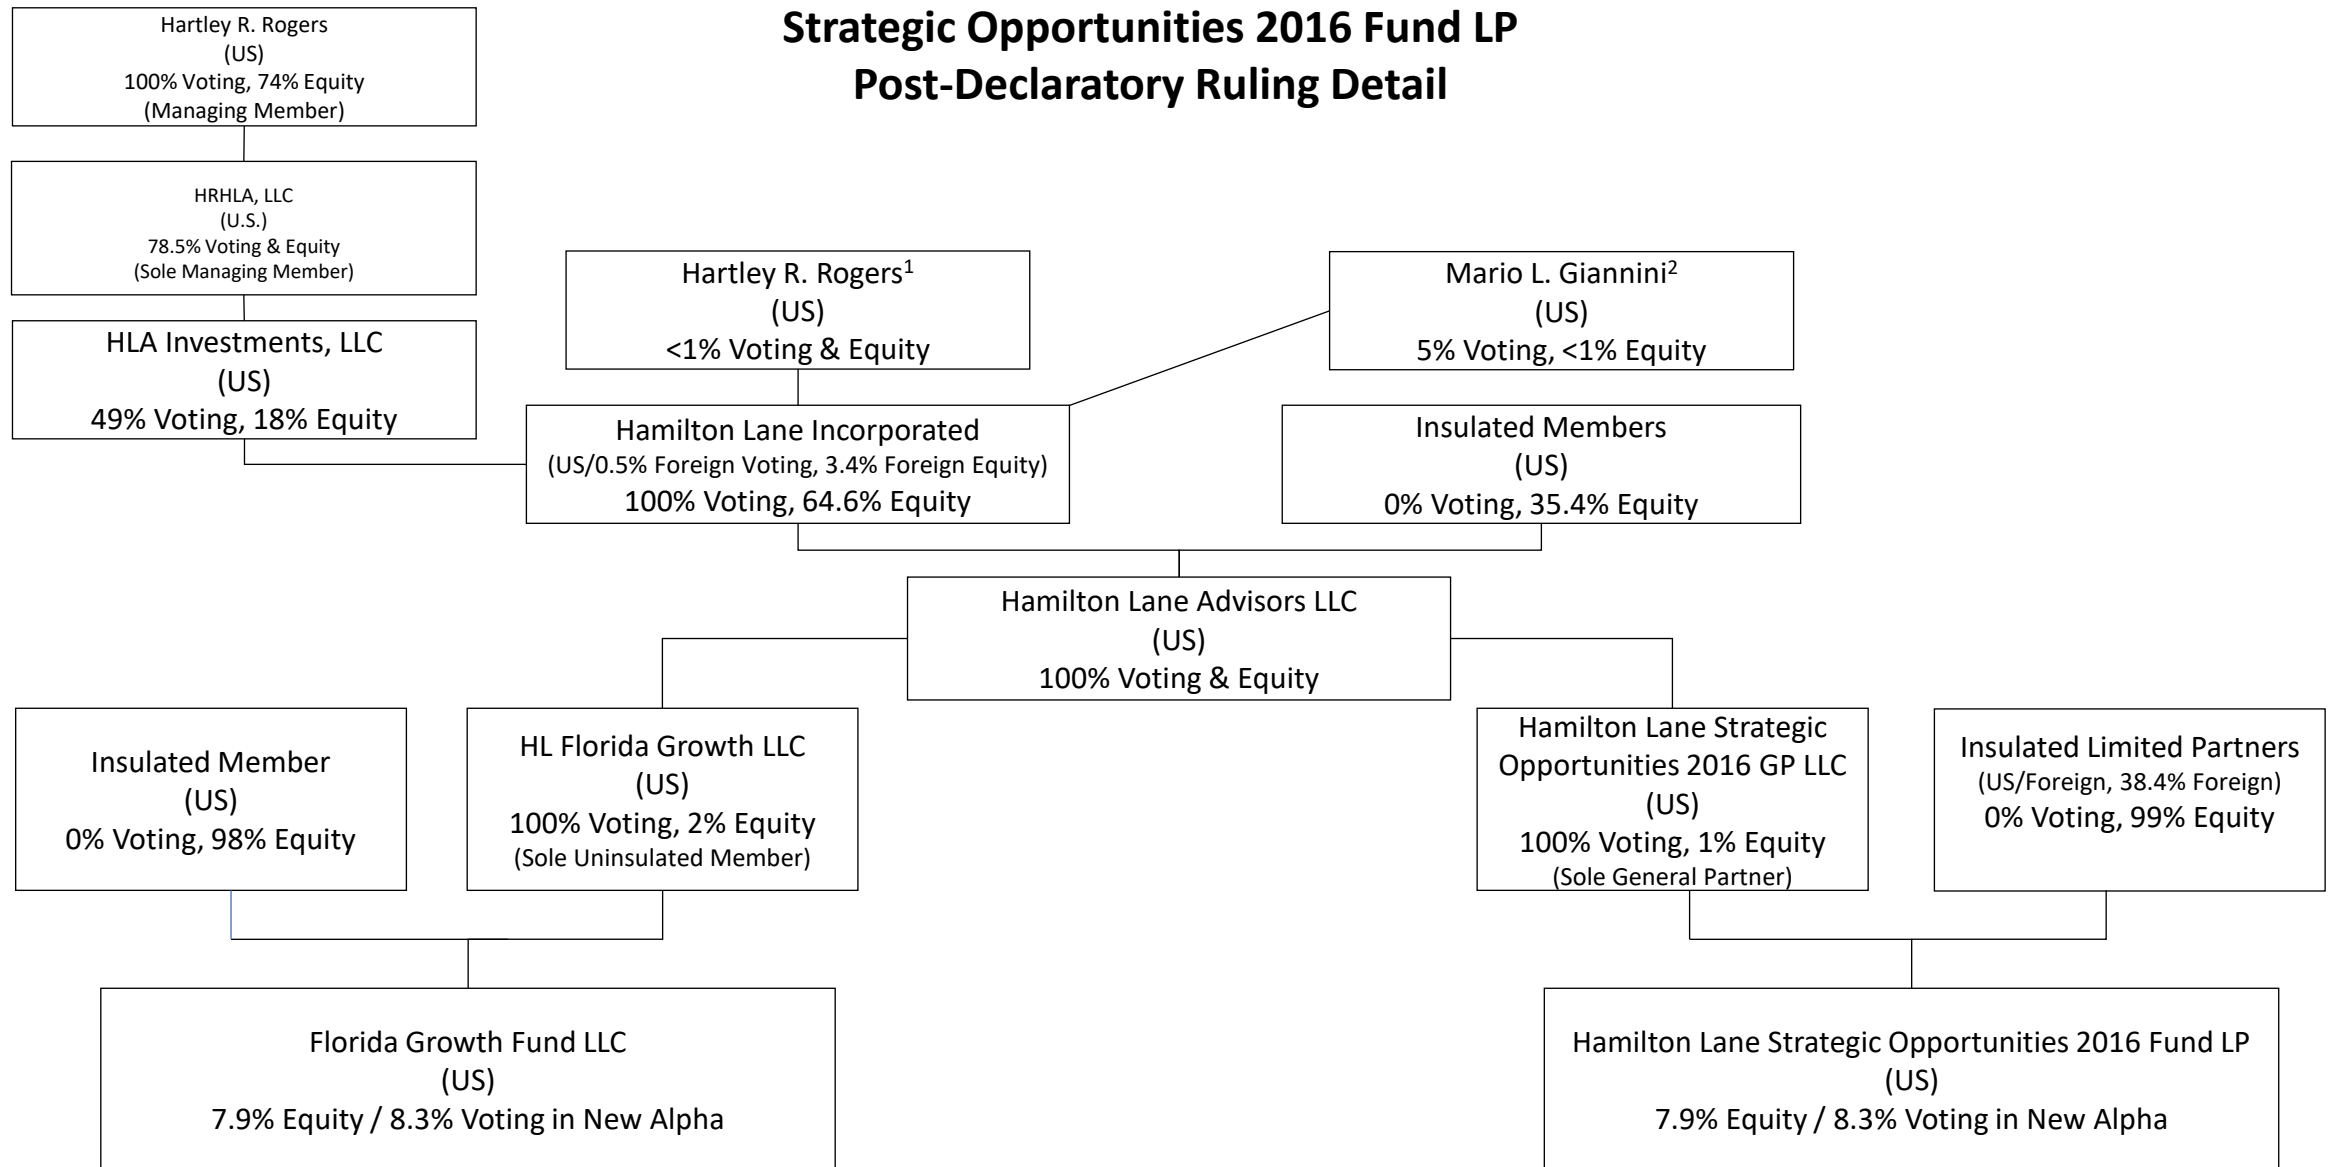 Strategic Opportunities 2016 Fund LP
Post-Declaratory Ruling Detail
Hartley R. Rogers
(US)
100% Voting, 74% Equity
(Managing Member)
HRHLA, LLC
(U.S.)
78.5% Voting & Equity
(Sole Managing Member)
HLA Investments, LLC
(US)
49% Voting, 18% Equity
Hartley R. Rogers1
(US)
<1% Voting & Equity
Mario L. Giannini2
(US)
5% Voting, <1% Equity
Hamilton Lane Incorporated
(US/0.5% Foreign Voting, 3.4% Foreign Equity)
100% Voting, 64.6% Equity
Insulated Members
(US)
0% Voting, 35.4% Equity
Hamilton Lane Advisors LLC
(US)
100% Voting & Equity
Insulated Member
(US)
0% Voting, 98% Equity
HL Florida Growth LLC
(US)
100% Voting, 2% Equity
(Sole Uninsulated Member)
Hamilton Lane Strategic
Opportunities 2016 GP LLC
(US)
100% Voting, 1% Equity
(Sole General Partner)
Insulated Limited Partners
(US/Foreign, 38.4% Foreign)
0% Voting, 99% Equity
Florida Growth Fund LLC
(US)
7.9% Equity / 8.3% Voting in New Alpha
Hamilton Lane Strategic Opportunities 2016 Fund LP
(US)
7.9% Equity / 8.3% Voting in New Alpha